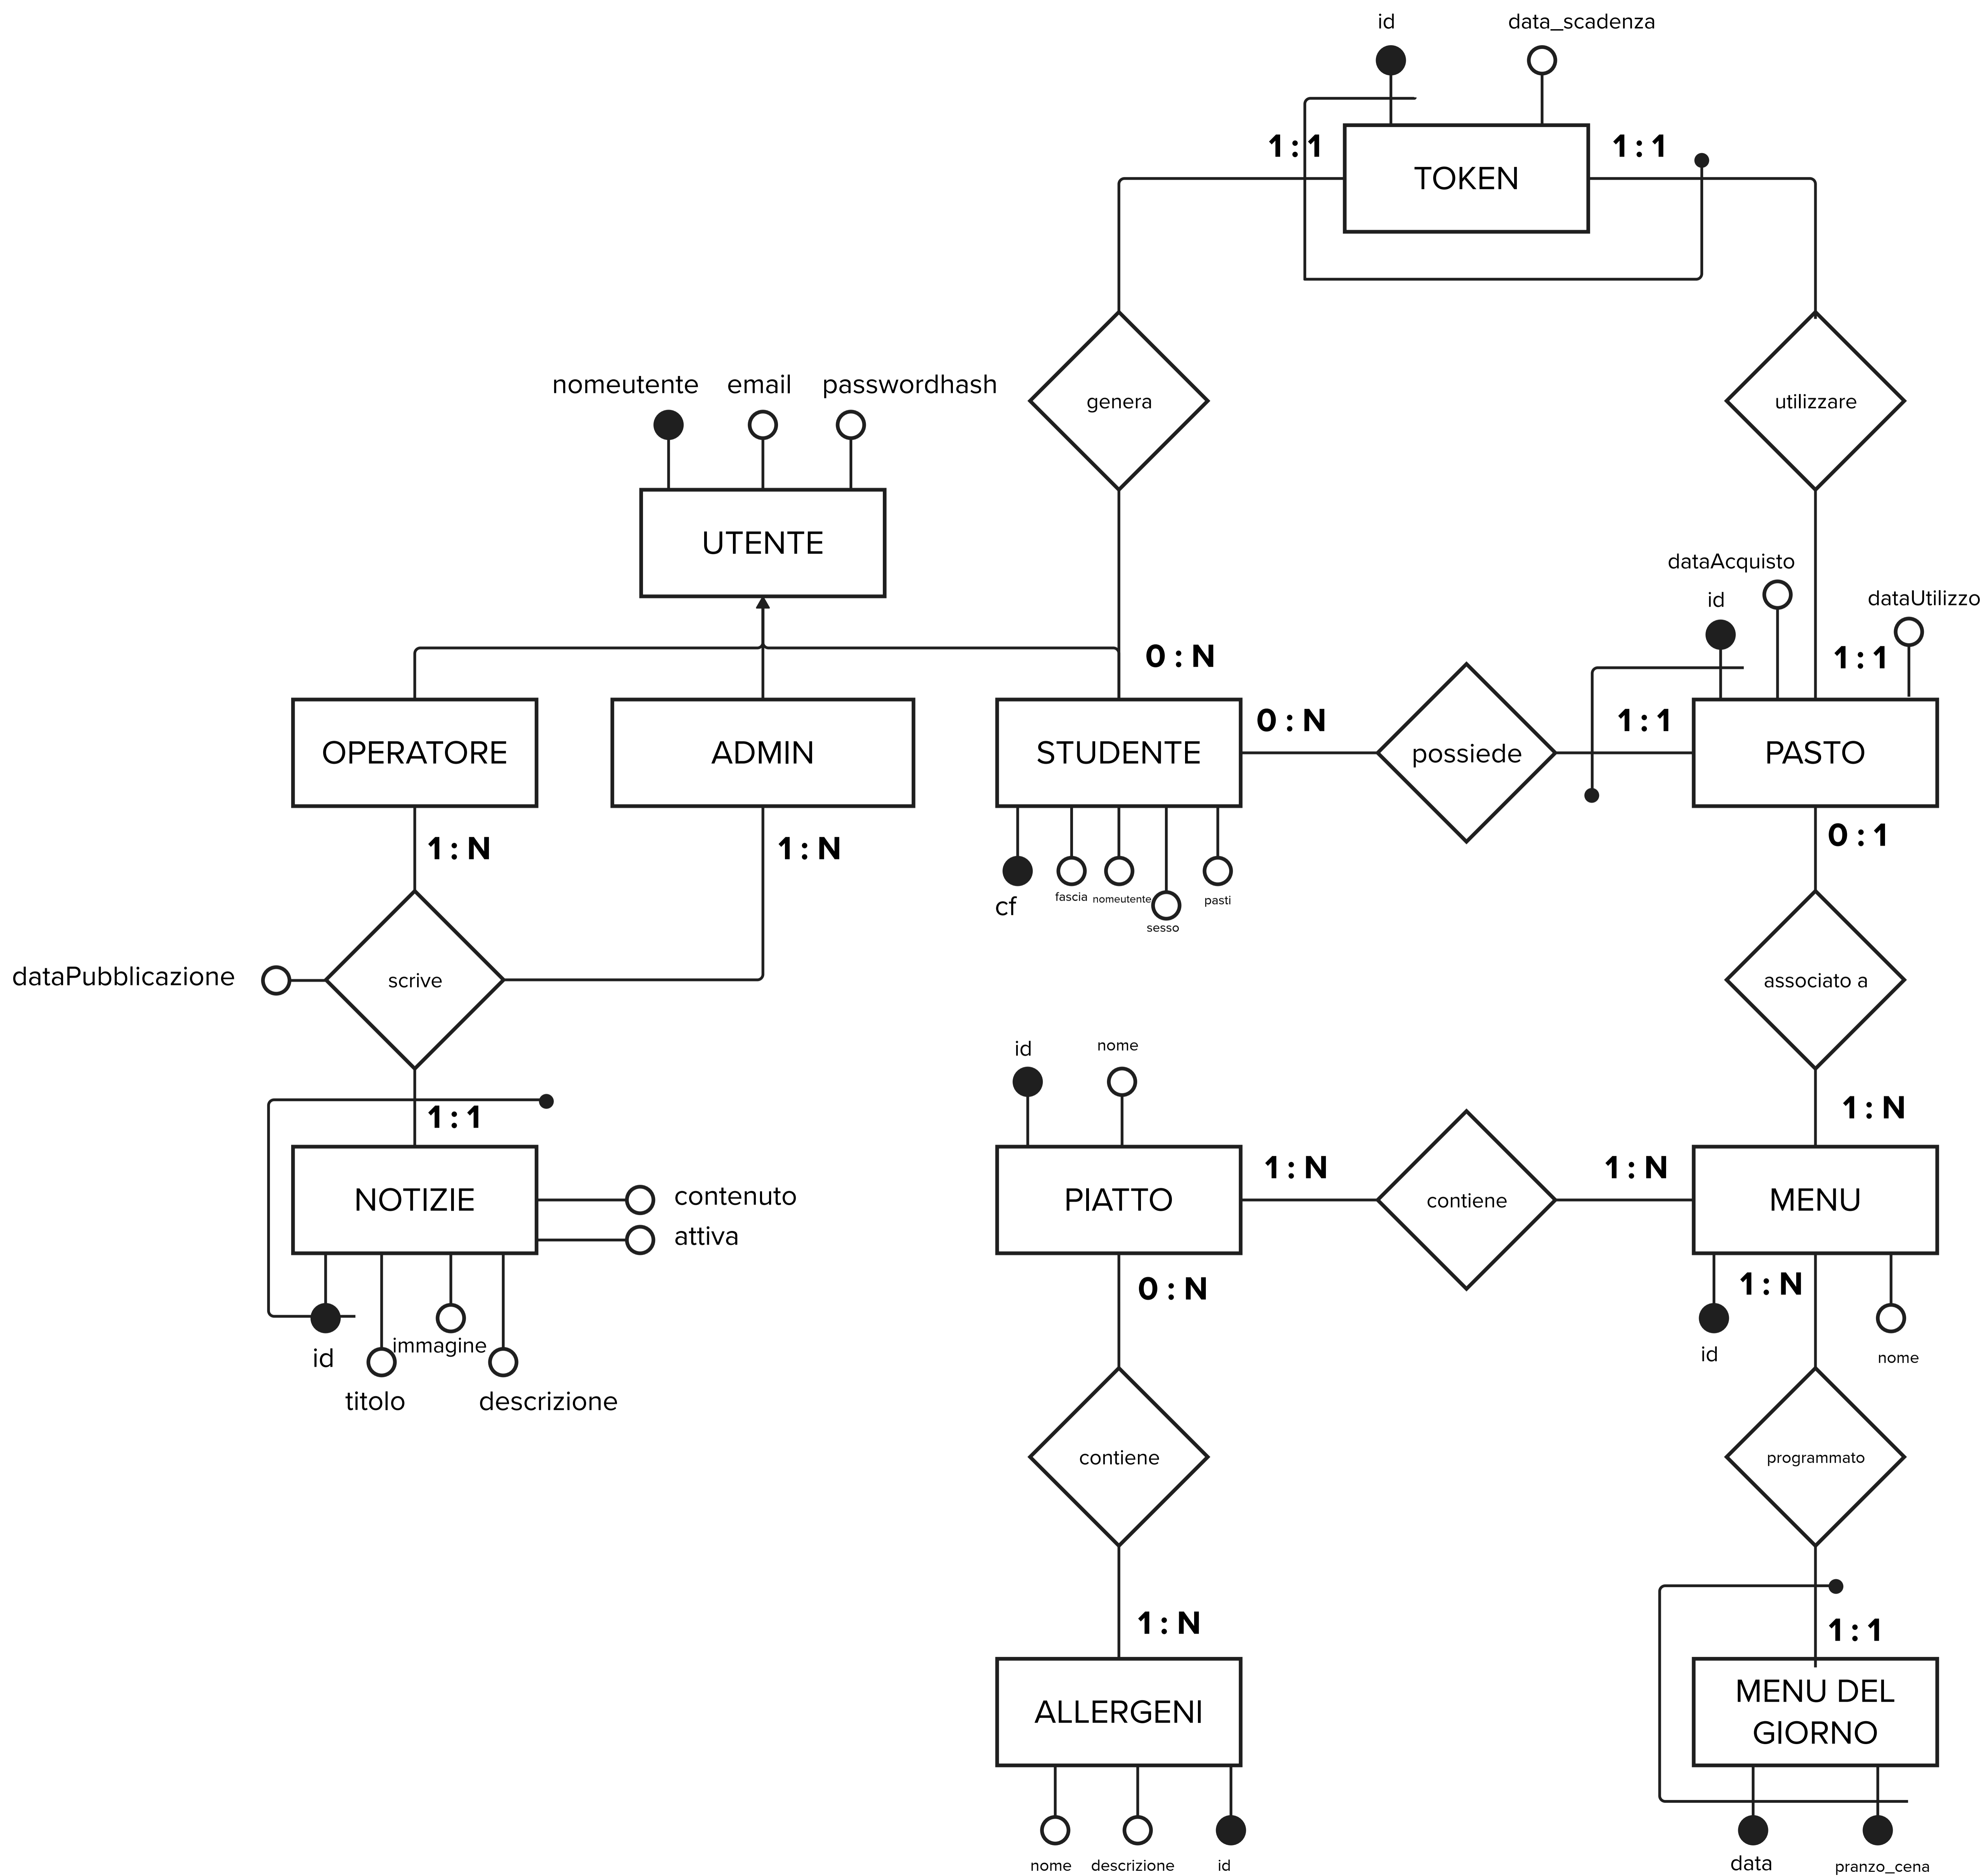 id
data_scadenza
1 : 1
1 : 1
TOKEN
genera
utilizzare
nomeutente
email
passwordhash
UTENTE
dataAcquisto
id
dataUtilizzo
0 : N
1 : 1
0 : N
1 : 1
OPERATORE
ADMIN
STUDENTE
possiede
PASTO
1 : N
1 : N
0 : 1
cf
fascia
nomeutente
sesso
pasti
dataPubblicazione
scrive
associato a
id
nome
1 : 1
1 : N
1 : N
1 : N
NOTIZIE
contenuto
attiva
PIATTO
contiene
MENU
0 : N
1 : N
id
immagine
titolo
descrizione
id
nome
contiene
programmato
1 : N
1 : 1
ALLERGENI
MENU DEL
GIORNO
nome
descrizione
id
data
pranzo_cena